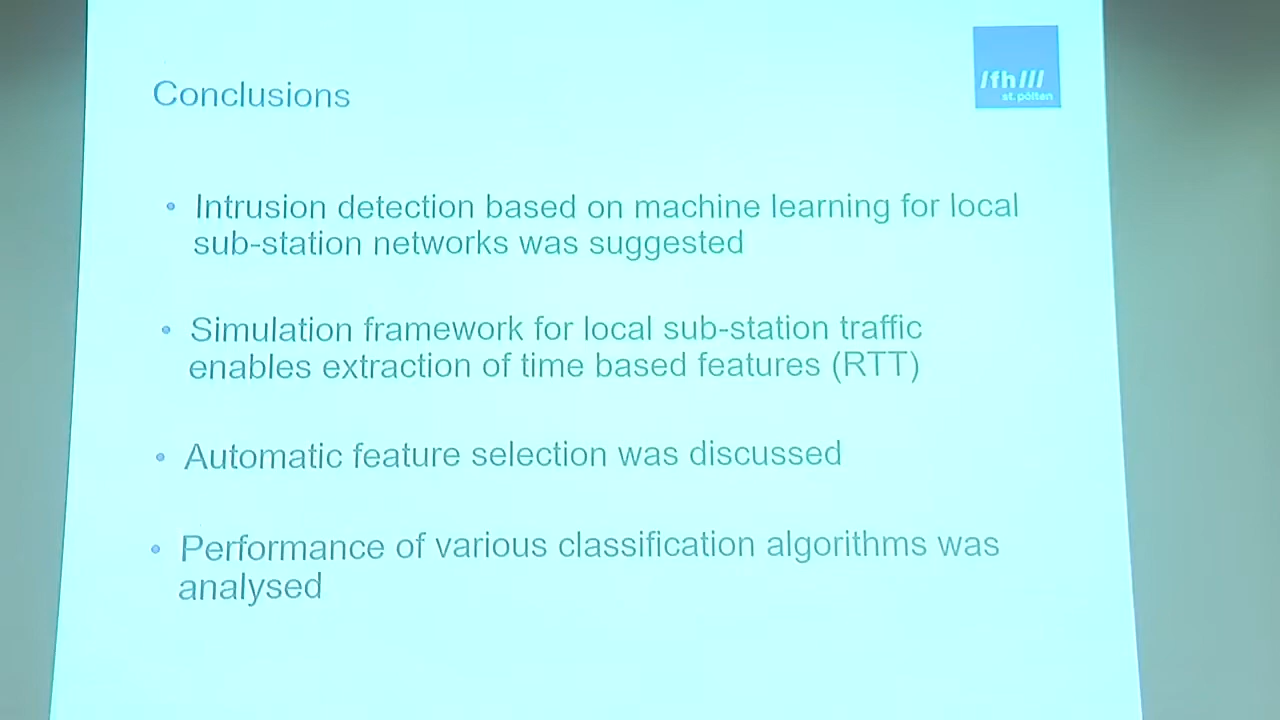 /fh///
st.pölten
Conclusions
• Intrusion detection based on machine learning for local
sub-station networks was suggested
• Simulation framework for local sub-station traffic
enables extraction of time based features (RTT)
• Automatic feature selection was discussed
• Performance of various classification algorithms was
analysed